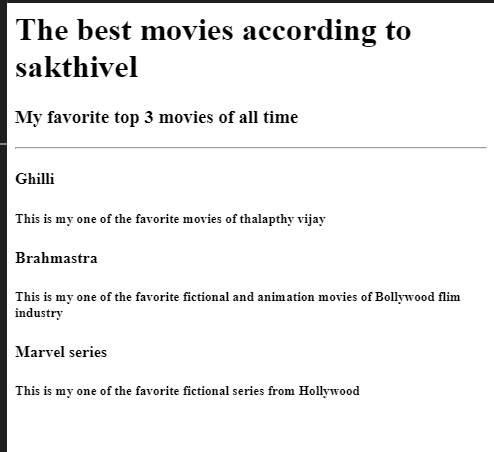 The best movies according to
sakthivel
My favorite top 3 movies of all time
Ghilli
This is my one of the favorite movies of thalapthy vijay
Brahmastra
This is my one of the favorite fictional and animation movies of Bollywood flim
industry
Marvel series
This is my one of the favorite fictional series from Hollywood